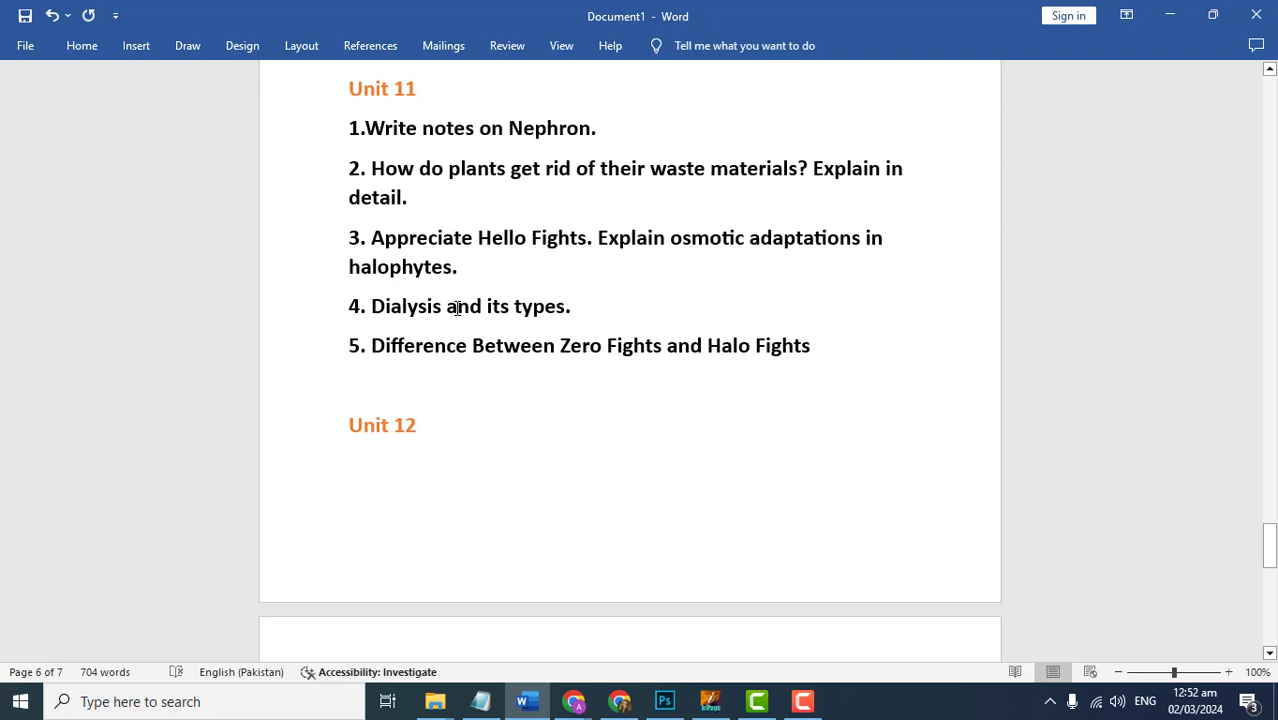 Document1 - Word
Sign in
File Home Insert Draw Design Layout References Mailings Review View Help Tell me what you want to do
Unit 11
1.Write notes on Nephron.
2. How do plants get rid of their waste materials? Explain in
detail.
3. Appreciate Hello Fights. Explain osmotic adaptations in
halophytes.
4. Dialysis and its types.
5. Difference Between Zero Fights and Halo Fights
Unit 12
Page 6 of 7 704 words English (Pakistan) Accessibility: Investigate 100%
Type here to search
ENG
12:52 am
02/03/2024
3